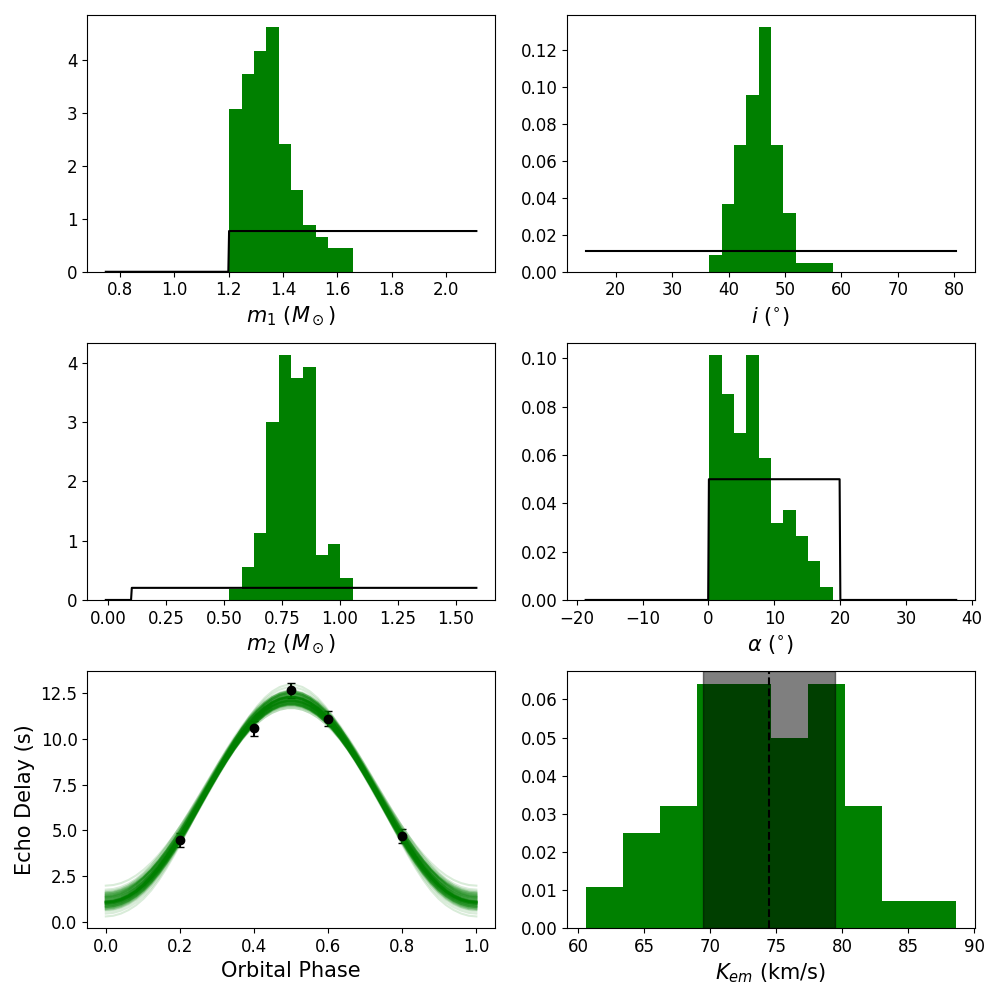 4
3
2
1
0
0.8 1.0 1.2 1.4 1.6 1.8 2.0
m₁ (M⊙)
0.12
0.10
0.08
0.06
0.04
0.02
0.00
20 30 40 50 60 70 80
i (°)
4
3
2
1
0
0.00 0.25 0.50 0.75 1.00 1.25 1.50
m₂ (M⊙)
0.10
0.08
0.06
0.04
0.02
0.00
−20 −10 0 10 20 30 40
α (°)
Echo Delay (s)
12.5
10.0
7.5
5.0
2.5
0.0
0.0 0.2 0.4 0.6 0.8 1.0
Orbital Phase
0.06
0.05
0.04
0.03
0.02
0.01
0.00
60 65 70 75 80 85 90
K_em (km/s)